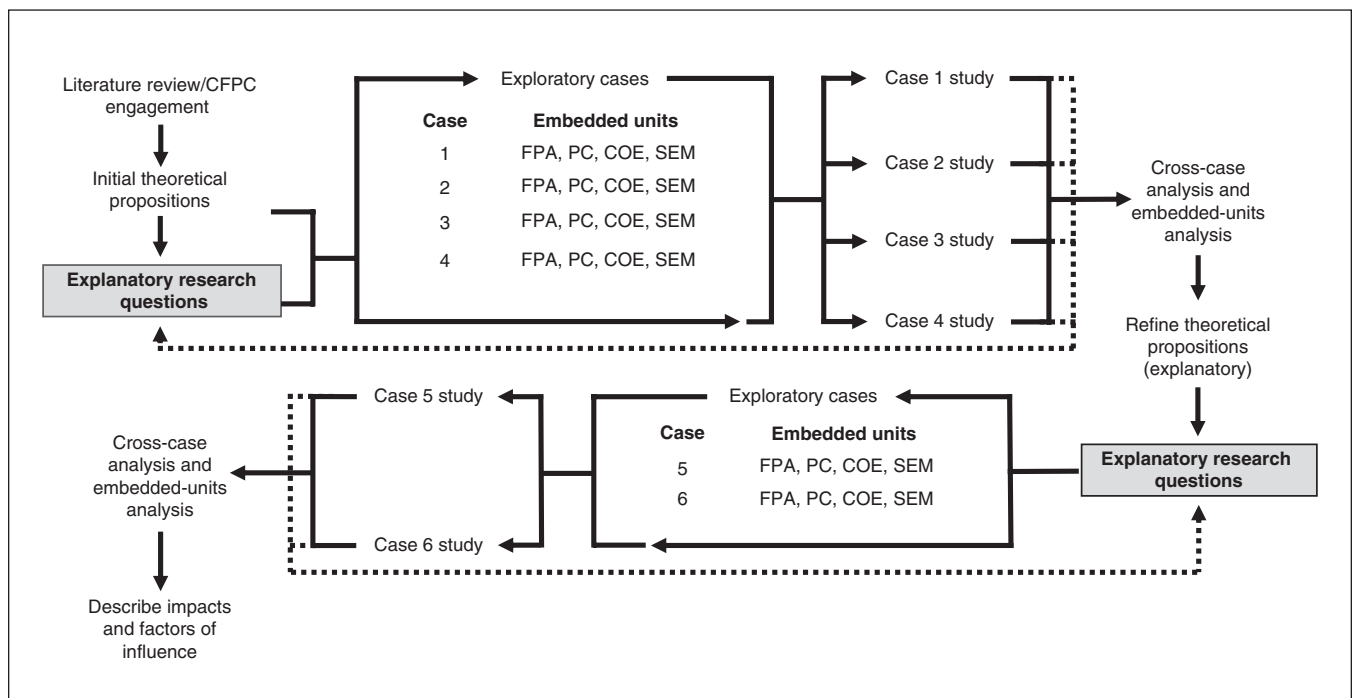 Literature review/CFPC
engagement
Initial theoretical
propositions
Explanatory research
questions
Exploratory cases
Case Embedded units
1 FPA, PC, COE, SEM
2 FPA, PC, COE, SEM
3 FPA, PC, COE, SEM
4 FPA, PC, COE, SEM
Case 1 study
Case 2 study
Case 3 study
Case 4 study
Cross-case
analysis and
embedded-units
analysis
Refine theoretical
propositions
(explanatory)
Explanatory research
questions
Exploratory cases
Case Embedded units
5 FPA, PC, COE, SEM
6 FPA, PC, COE, SEM
Case 5 study
Case 6 study
Cross-case
analysis and
embedded-units
analysis
Describe impacts
and factors of
influence